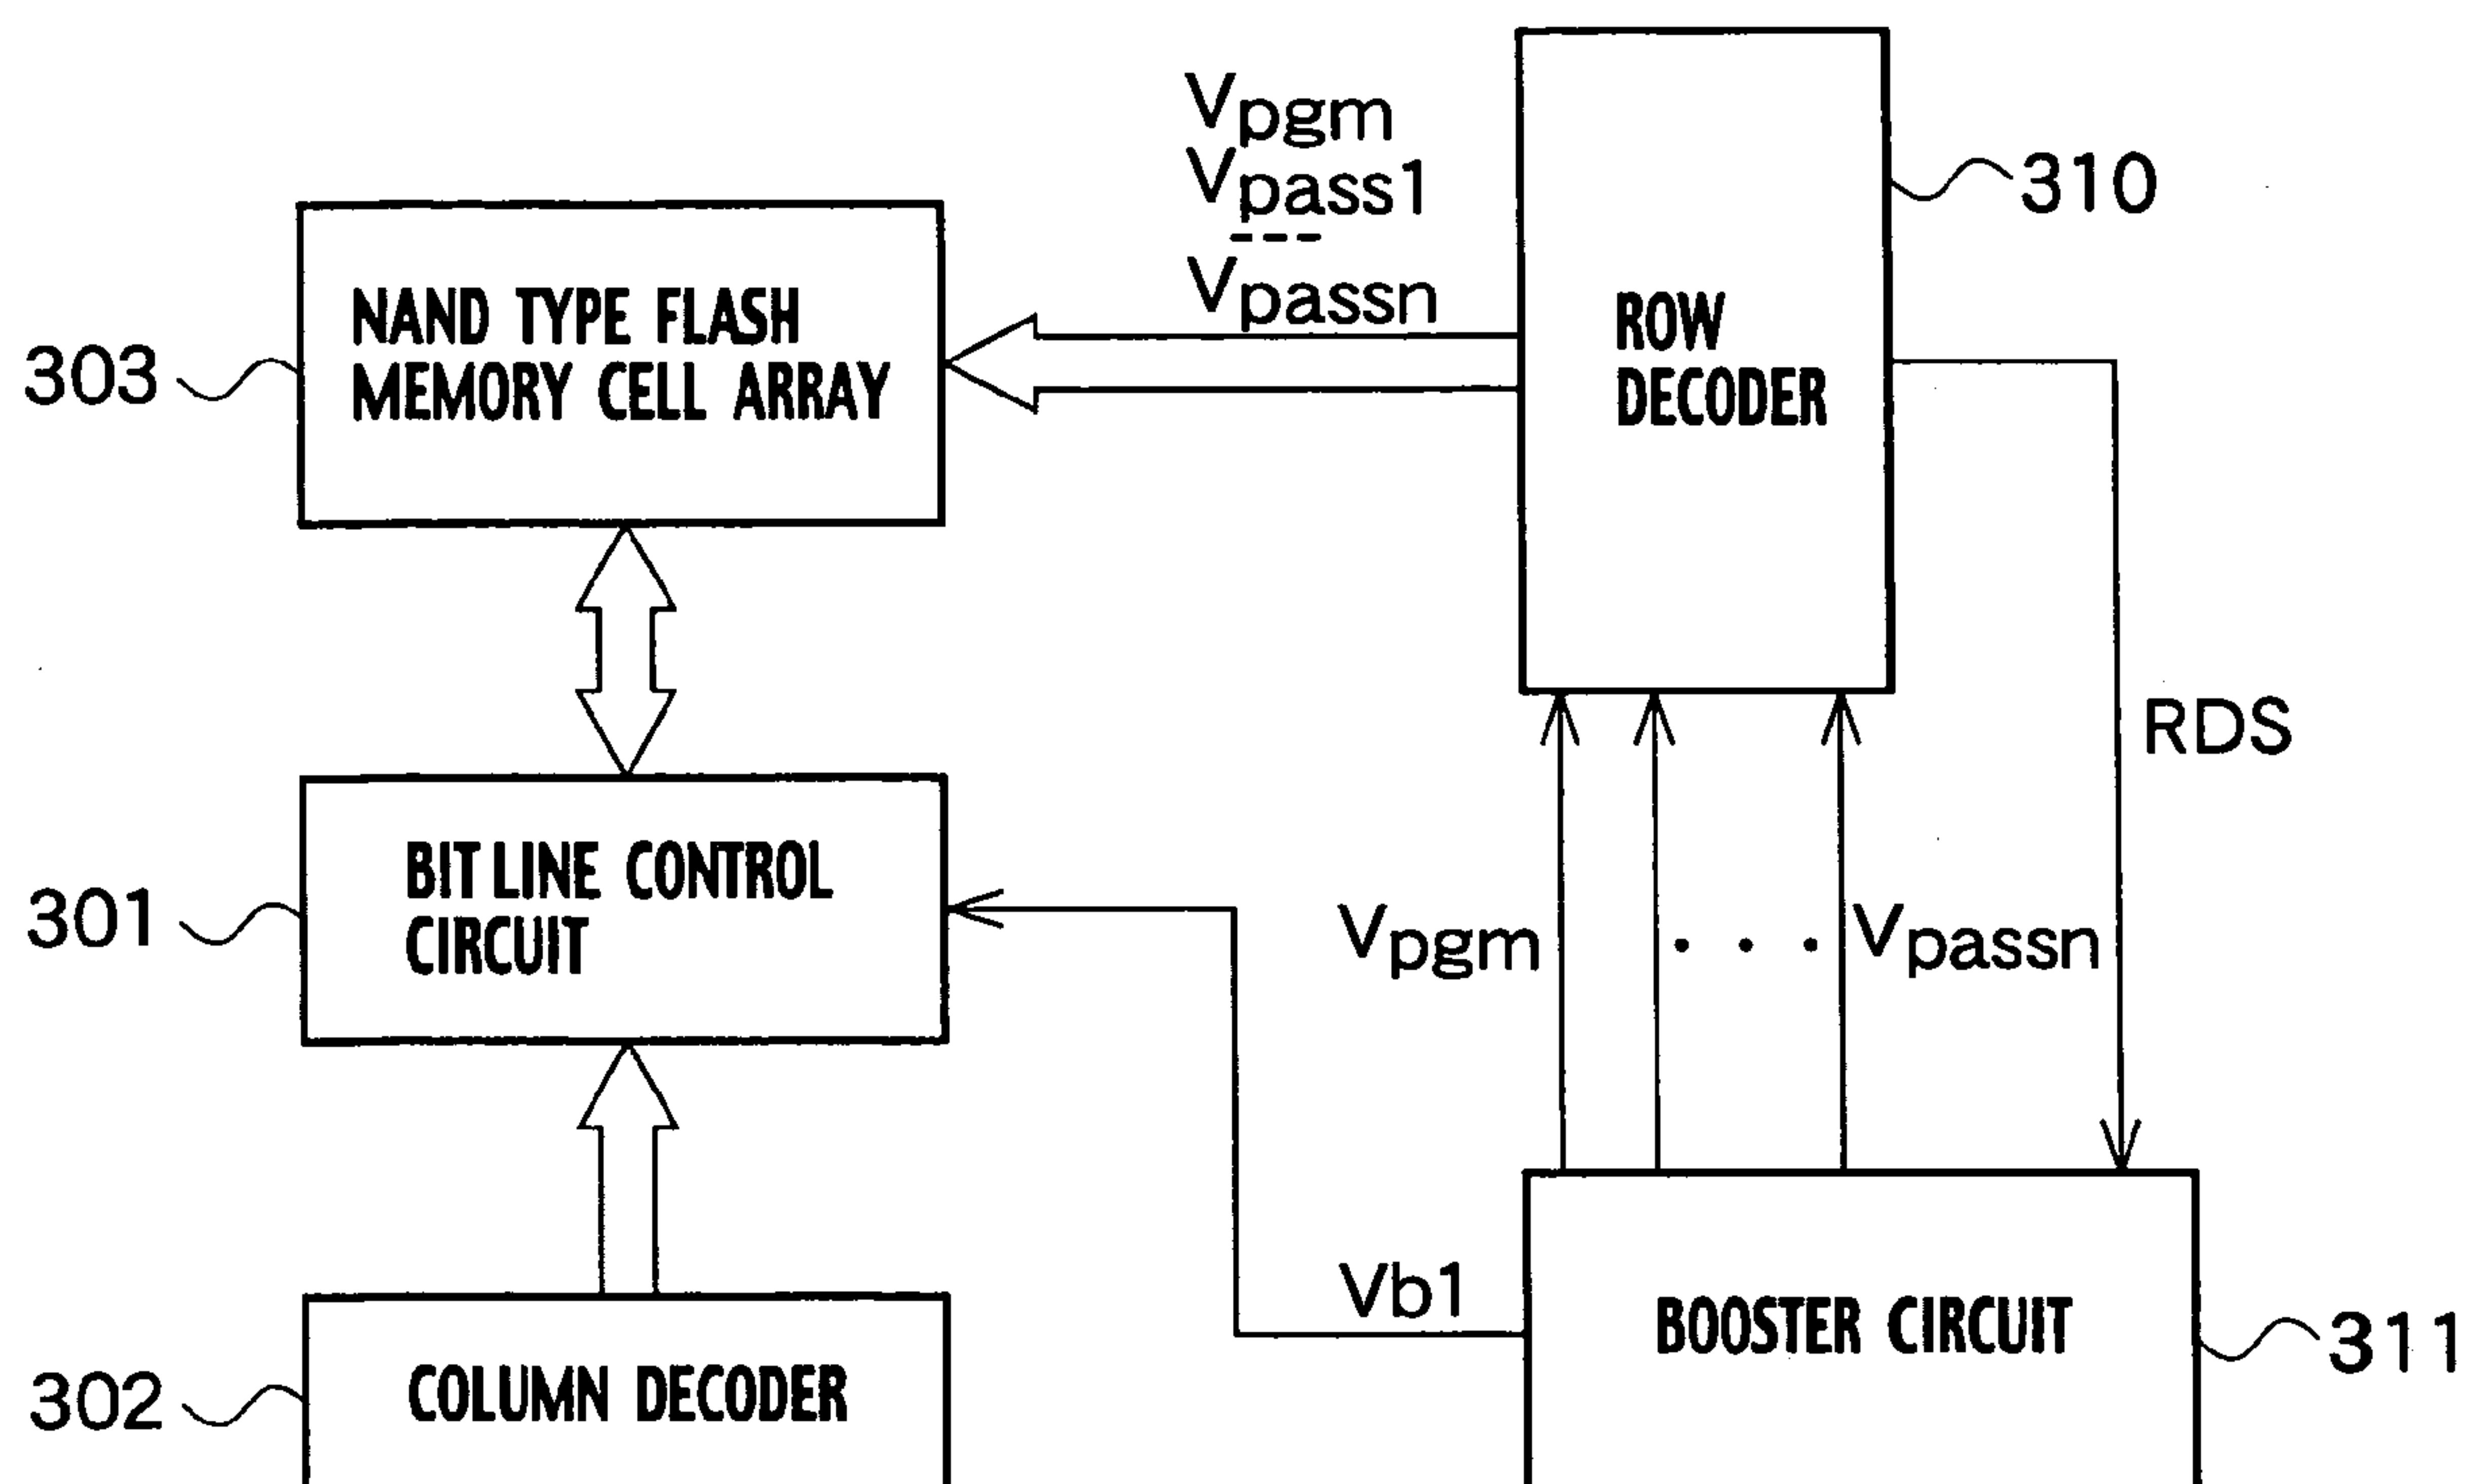 Vpgm
Vpass1
---
Vpassn
310
NAND TYPE FLASH
MEMORY CELL ARRAY
303
ROW
DECODER
RDS
BIT LINE CONTROL
CIRCUIT
301
Vpgm
• • •
Vpassn
Vb1
BOOSTER CIRCUIT
311
COLUMN DECODER
302